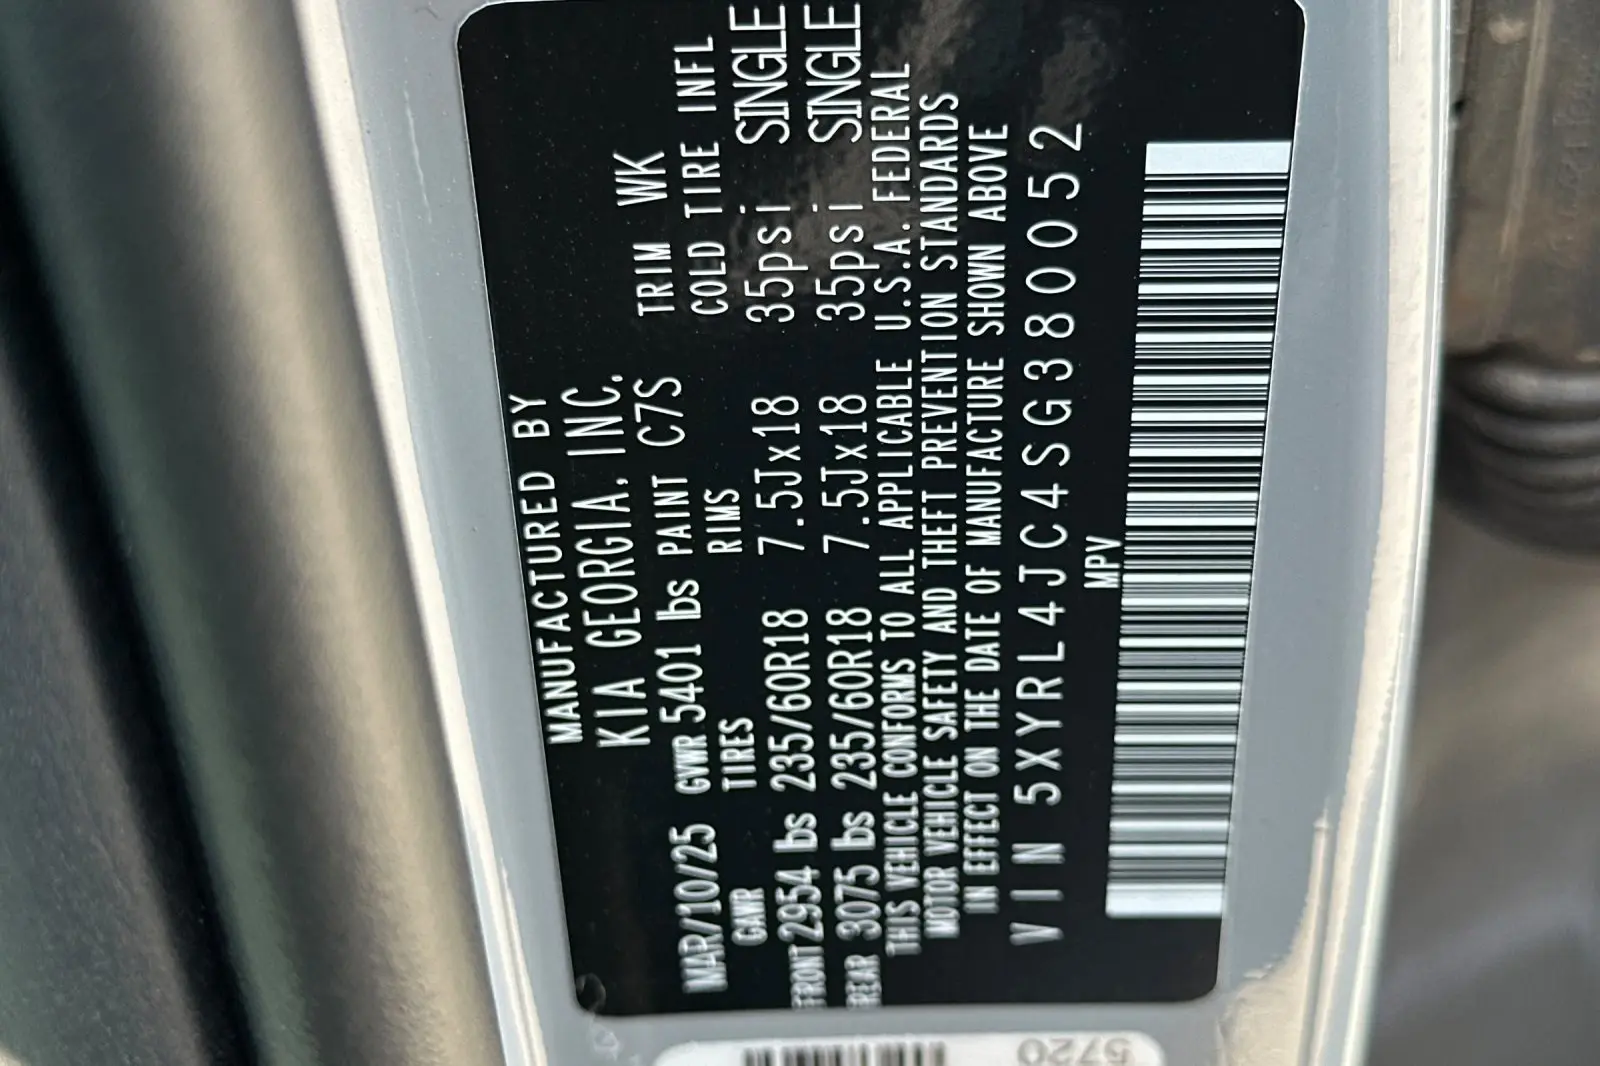 MANUFACTURED BY
KIA GEORGIA, INC.
MAR/10/25 GVWR 5401 lbs PAINT C7S TRIM WK
GAWR TIRES RIMS COLD TIRE INFL
FRONT 2954 lbs 235/60R18 7.5Jx18 35psi SINGLE
REAR 3075 lbs 235/60R18 7.5Jx18 35psi SINGLE
THIS VEHICLE CONFORMS TO ALL APPLICABLE U.S.A. FEDERAL
MOTOR VEHICLE SAFETY AND THEFT PREVENTION STANDARDS
IN EFFECT ON THE DATE OF MANUFACTURE SHOWN ABOVE
VIN 5XYRL4JC4SG380052
MPV
5720